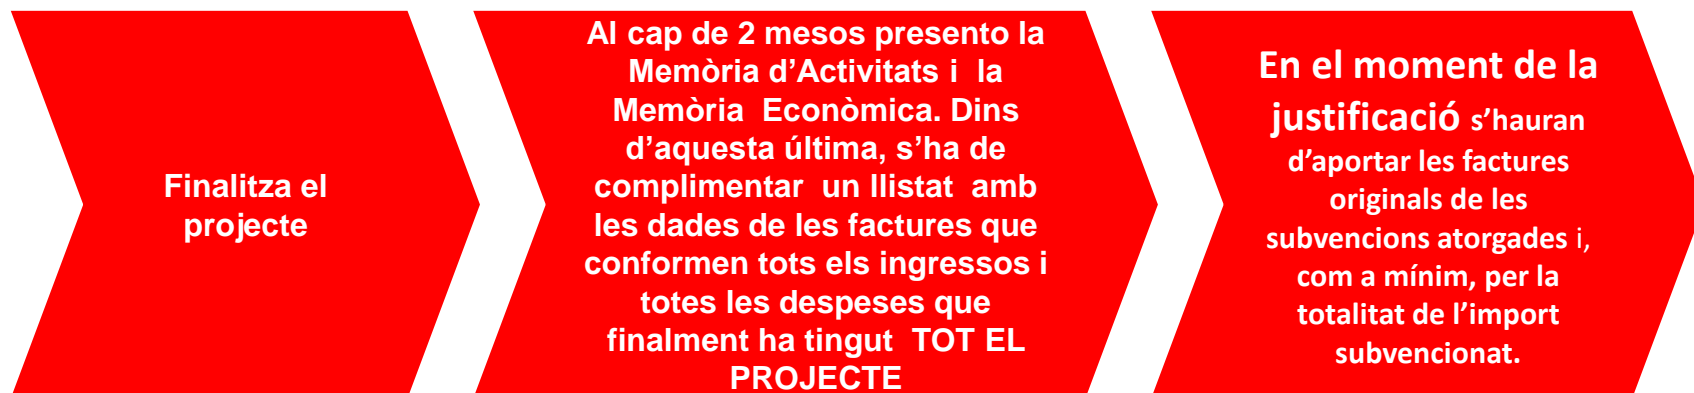 Finalitza el
projecte
Al cap de 2 mesos presento la
Memòria d’Activitats i la
Memòria Econòmica. Dins
d’aquesta última, s’ha de
complimentar un llistat amb
les dades de les factures que
conformen tots els ingressos i
totes les despeses que
finalment ha tingut TOT EL
PROJECTE
En el moment de la
justificació s’hauran
d’aportar les factures
originals de les
subvencions atorgades i,
com a mínim, per la
totalitat de l’import
subvencionat.